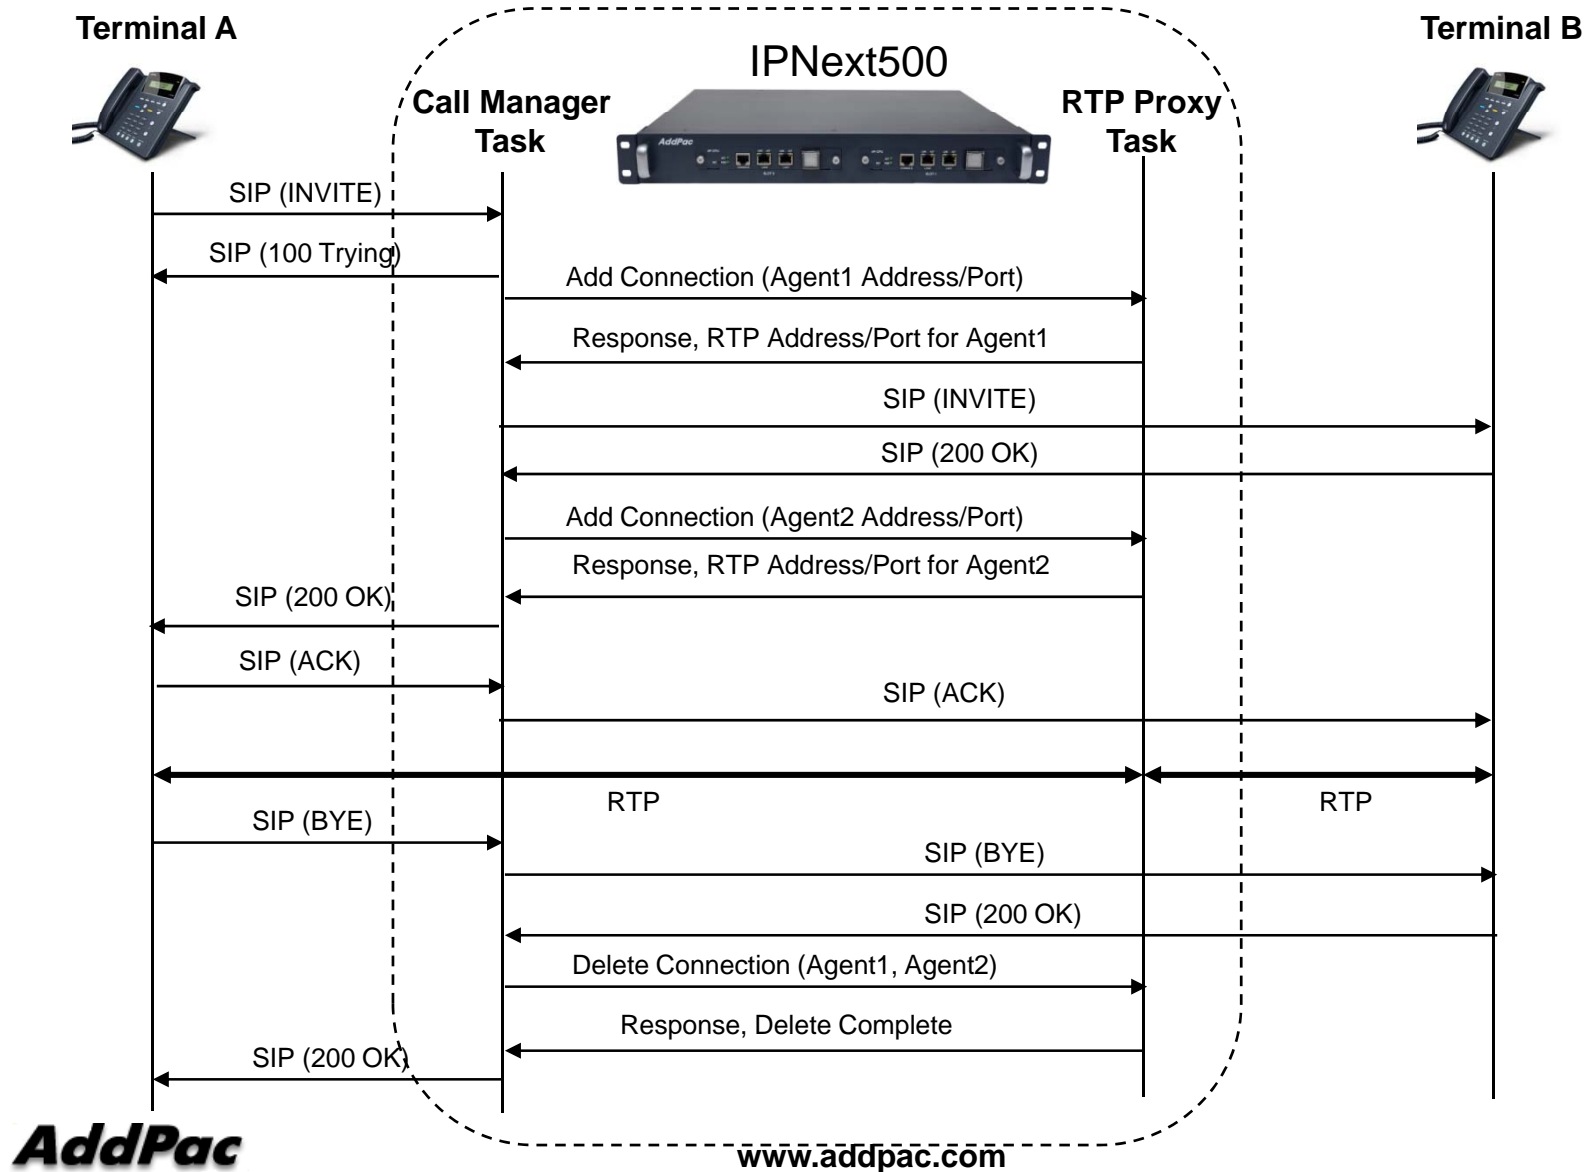 Terminal A
Terminal B
IPNext500
Call Manager
Task
RTP Proxy
Task
AddPac
SIP (INVITE)
SIP (100 Trying)
Add Connection (Agent1 Address/Port)
Response, RTP Address/Port for Agent1
SIP (INVITE)
SIP (200 OK)
Add Connection (Agent2 Address/Port)
Response, RTP Address/Port for Agent2
SIP (200 OK)
SIP (ACK)
SIP (ACK)
RTP
RTP
SIP (BYE)
SIP (BYE)
SIP (200 OK)
Delete Connection (Agent1, Agent2)
Response, Delete Complete
SIP (200 OK)
AddPac
www.addpac.com